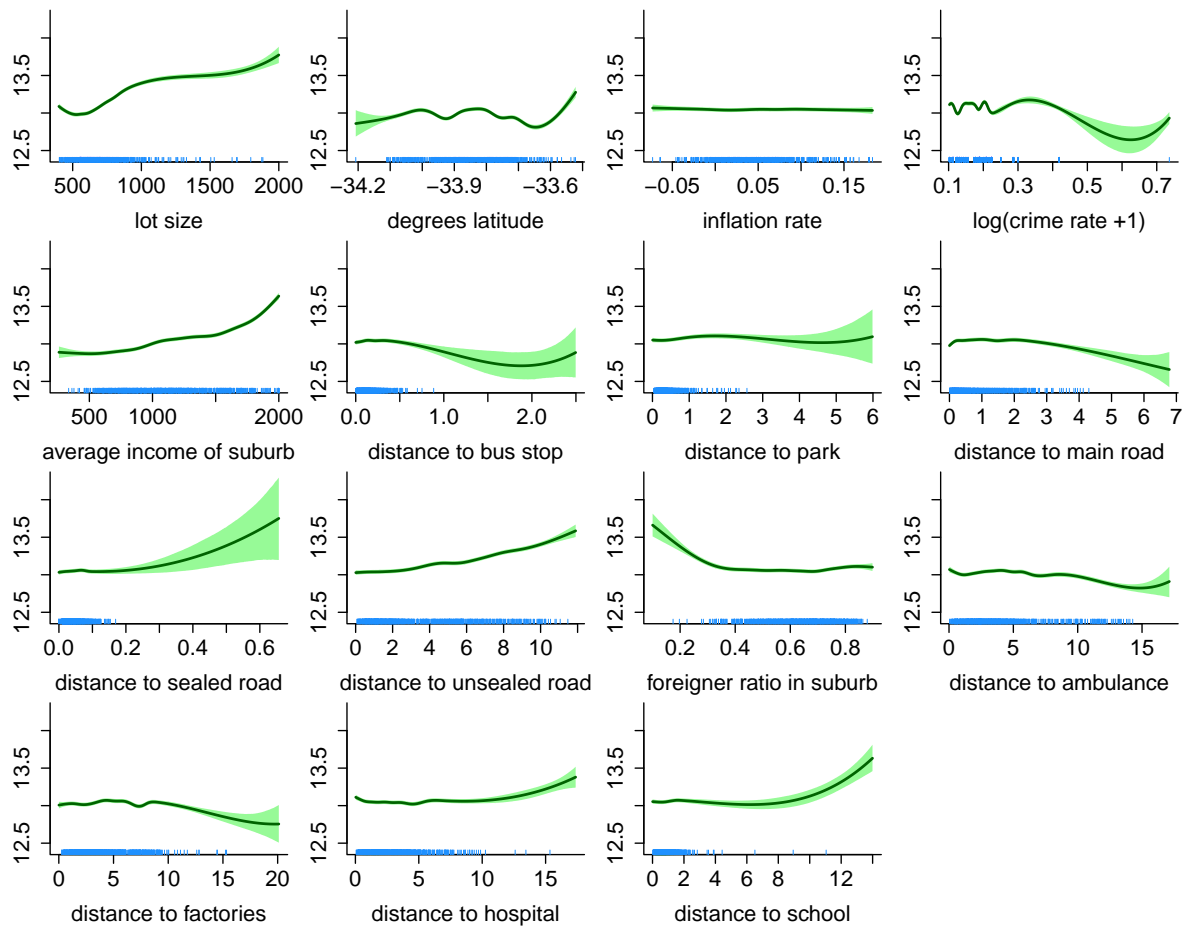 12.5 13.5
500 1000 1500 2000
lot size
12.5 13.5
−34.2 −33.9 −33.6
degrees latitude
12.5 13.5
−0.05 0.05 0.15
inflation rate
12.5 13.5
0.1 0.3 0.5 0.7
log(crime rate +1)
12.5 13.5
500 1000 2000
average income of suburb
12.5 13.5
0.0 1.0 2.0
distance to bus stop
12.5 13.5
0 1 2 3 4 5 6
distance to park
12.5 13.5
0 1 2 3 4 5 6 7
distance to main road
12.5 13.5
0.0 0.2 0.4 0.6
distance to sealed road
12.5 13.5
0 2 4 6 8 10
distance to unsealed road
12.5 13.5
0.2 0.4 0.6 0.8
foreigner ratio in suburb
12.5 13.5
0 5 10 15
distance to ambulance
12.5 13.5
0 5 10 15 20
distance to factories
12.5 13.5
0 5 10 15
distance to hospital
12.5 13.5
0 2 4 6 8 12
distance to school